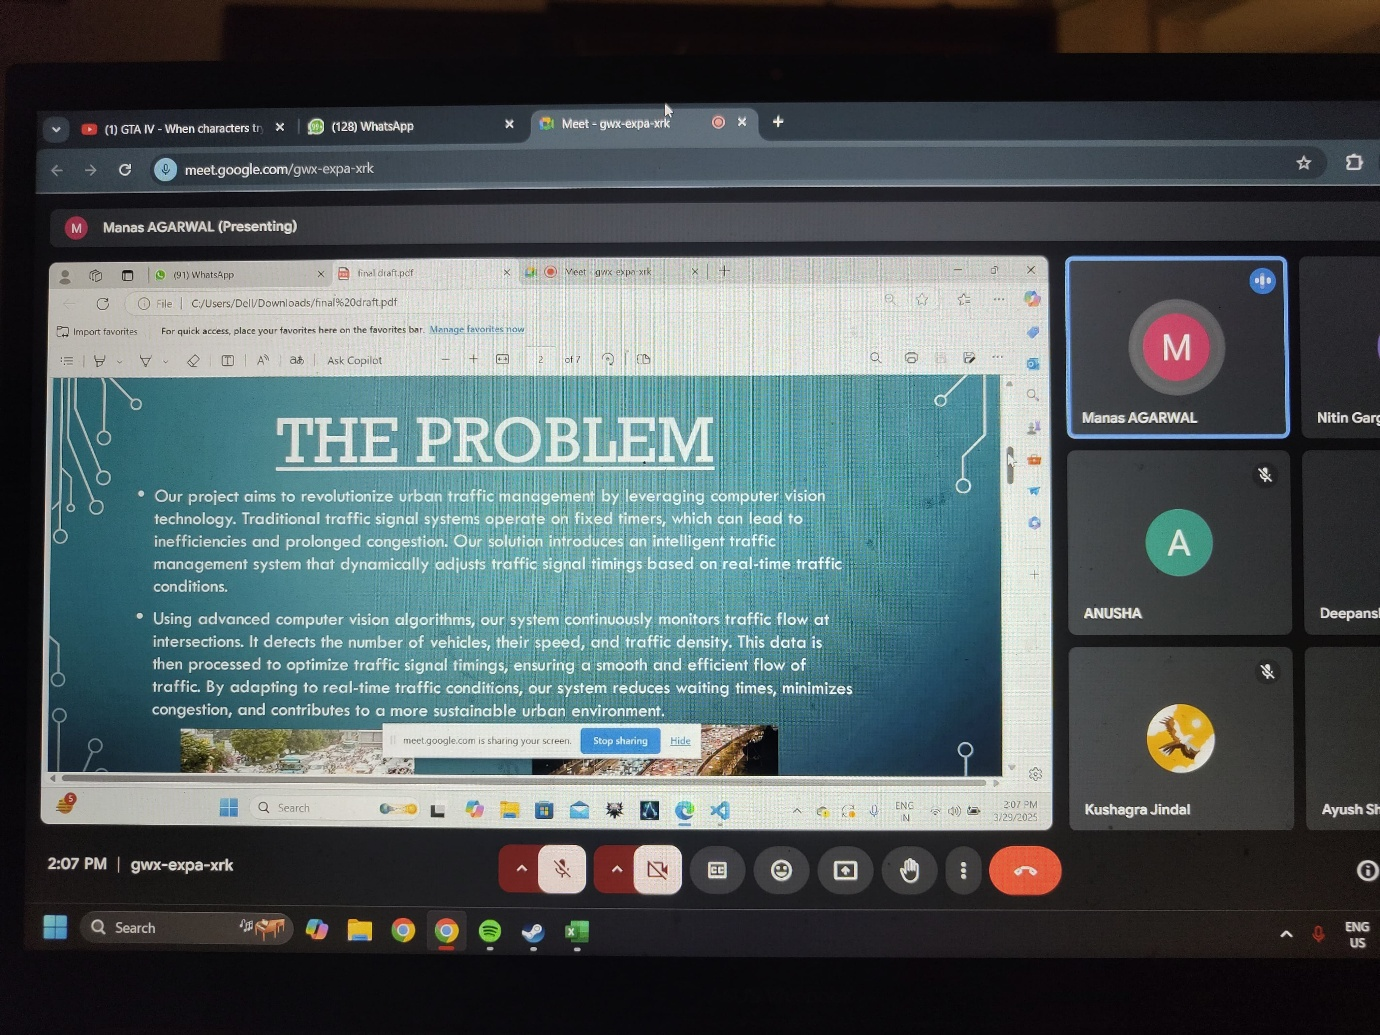 (1) GTA IV - When characters tr
(128) WhatsApp
Meet - gwx-expa-xrk
meet.google.com/gwx-expa-xrk
M
Manas AGARWAL (Presenting)
(91) WhatsApp
final draft.pdf
Meet - gwx-expa-xrk
File
C:/Users/Dell/Downloads/final%20draft.pdf
Import favorites
For quick access, place your favorites here on the favorites bar. Manage favorites now
Ask Copilot
2
of 7
THE PROBLEM
• Our project aims to revolutionize urban traffic management by leveraging computer vision
technology. Traditional traffic signal systems operate on fixed timers, which can lead to
inefficiencies and prolonged congestion. Our solution introduces an intelligent traffic
management system that dynamically adjusts traffic signal timings based on real-time traffic
conditions.
• Using advanced computer vision algorithms, our system continuously monitors traffic flow at
intersections. It detects the number of vehicles, their speed, and traffic density. This data is
then processed to optimize traffic signal timings, ensuring a smooth and efficient flow of
traffic. By adapting to real-time traffic conditions, our system reduces waiting times, minimizes
congestion, and contributes to a more sustainable urban environment.
meet.google.com is sharing your screen.
Stop sharing
Hide
5
Search
ENG
IN
2:07 PM
3/29/2025
M
Manas AGARWAL
Nitin Garg
A
ANUSHA
Deepans
Kushagra Jindal
Ayush Sh
2:07 PM | gwx-expa-xrk
CC
Search
ENG
US